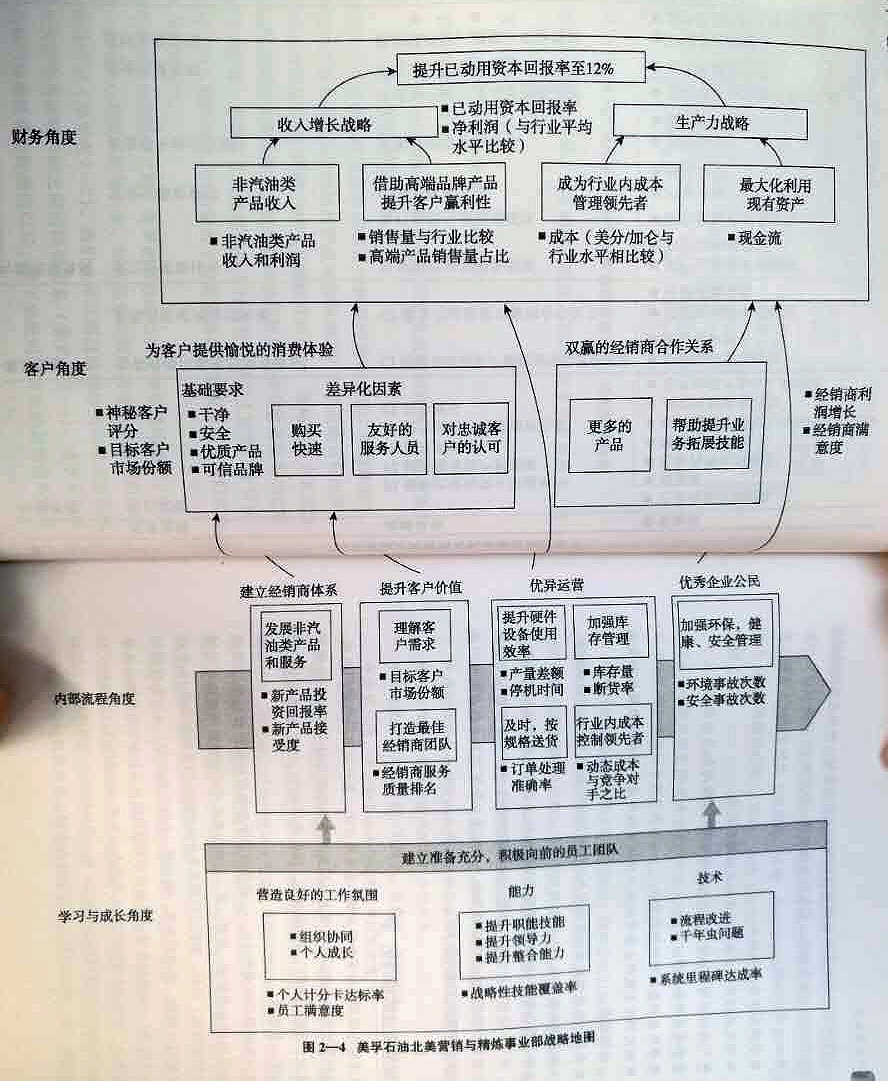 提升已动用资本回报率至12%
财务角度
收入增长战略
■已动用资本回报率
■净利润（与行业平均
水平比较）
生产力战略
非汽油类
产品收入
借助高端品牌产品
提升客户赢利性
成为行业内成本
管理领先者
最大化利用
现有资产
■非汽油类产品
收入和利润
■销售量与行业比较
■高端产品销售量占比
■成本（美分/加仑与
行业水平相比较）
■现金流
客户角度
为客户提供愉悦的消费体验
双赢的经销商合作关系
■神秘客户
评分
■目标客户
市场份额
基础要求
■干净
■安全
■优质产品
■可信品牌
差异化因素
购买
快速
友好的
服务人员
对忠诚客
户的认可
更多的
产品
帮助提升业
务拓展技能
■经销商利
润增长
■经销商满
意度
内部流程角度
建立经销商体系
发展非汽
油类产品
和服务
■新产品投
资回报率
■新产品接
受度
提升客户价值
理解客
户需求
■目标客户
市场份额
打造最佳
经销商团队
■经销商服务
质量排名
优异运营
提升硬件
设备使用
效率
■产量差额
■停机时间
加强库
存管理
■库存量
■断货率
及时，按
规格送货
■订单处理
准确率
行业内成本
控制领先者
■动态成本
与竞争对
手之比
优秀企业公民
加强环保，健
康、安全管理
■环境事故次数
■安全事故次数
学习与成长角度
建立准备充分，积极向前的员工团队
营造良好的工作氛围
■组织协同
■个人成长
■个人计分卡达标率
■员工满意度
能力
■提升职能技能
■提升领导力
■提升整合能力
■战略性技能覆盖率
技术
■流程改进
■千年虫问题
■系统里程碑达成率
图 2—4 美孚石油北美营销与精炼事业部战略地图